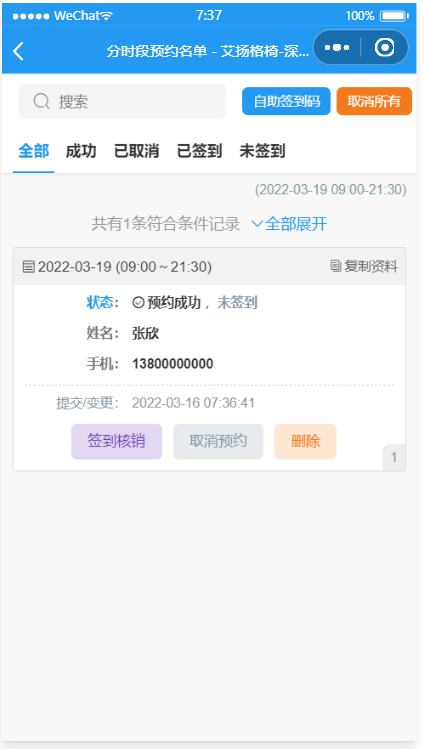 WeChat 7:37 100%
分时段预约名单 - 艾扬格椅-深...
搜索 自助签到码 取消所有
全部 成功 已取消 已签到 未签到
(2022-03-19 09:00-21:30)
共有1条符合条件记录 全部展开
2022-03-19 (09:00～21:30) 复制资料
状态： 预约成功 ，未签到
姓名： 张欣
手机： 13800000000
提交/变更： 2022-03-16 07:36:41
签到核销 取消预约 删除
1